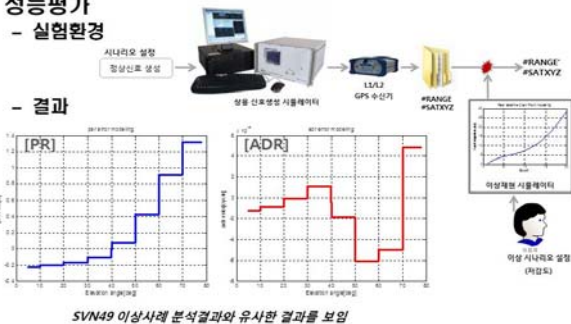 성능평가
– 실험환경
시나리오 설정
정상신호 생성
상용 신호생성 시뮬레이터
L1/L2
GPS 수신기
#RANGE
#SATXYZ
#RANGE'
#SATXYZ'
이상재현 시뮬레이터
이상 시나리오 설정
(저감도)
– 결과
[PR]
[ADR]
Elevation angle[deg]
Elevation angle[deg]
SVN49 이상사례 분석결과와 유사한 결과를 보임